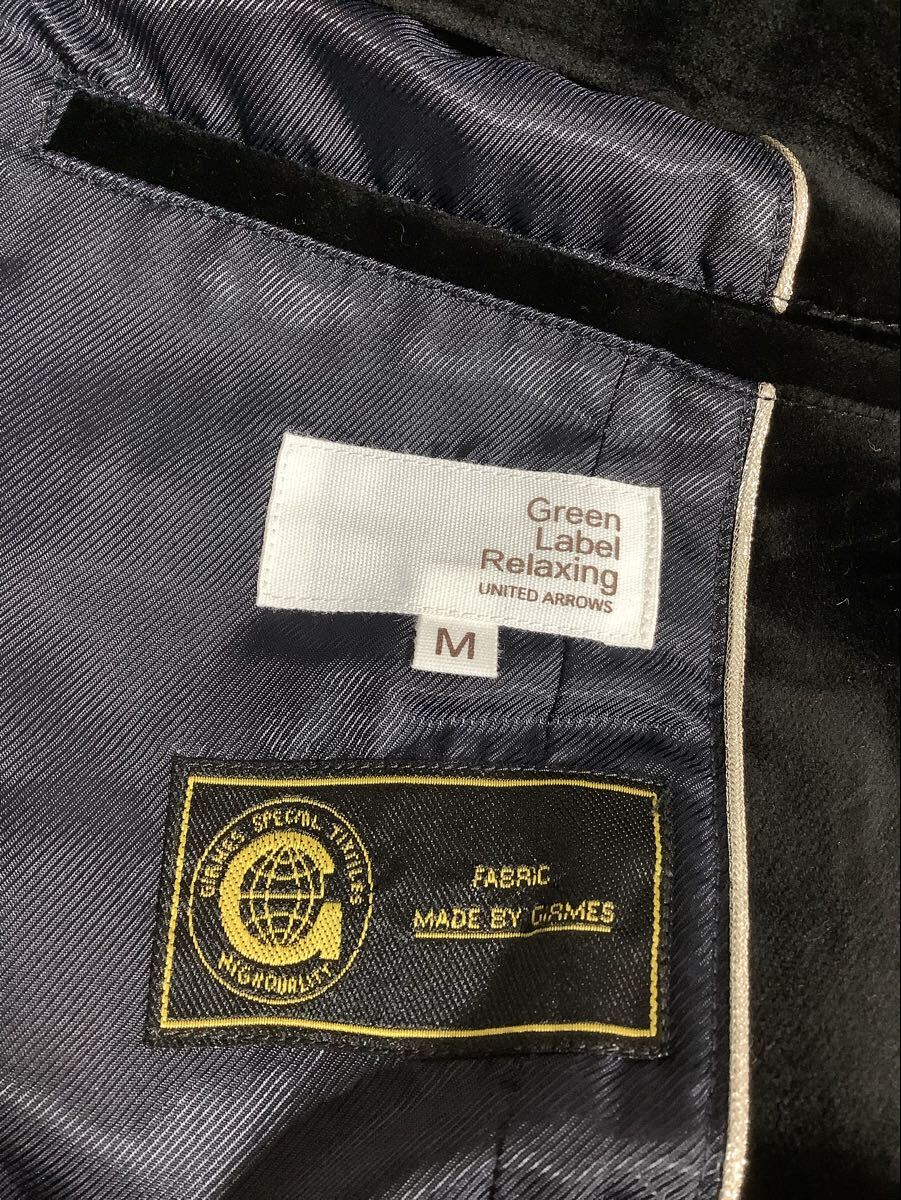 Green
Label
Relaxing
UNITED ARROWS
M
GIRMES SPECIAL TEXTILES
G
HIGH QUALITY
FABRIC
MADE BY GIRMES